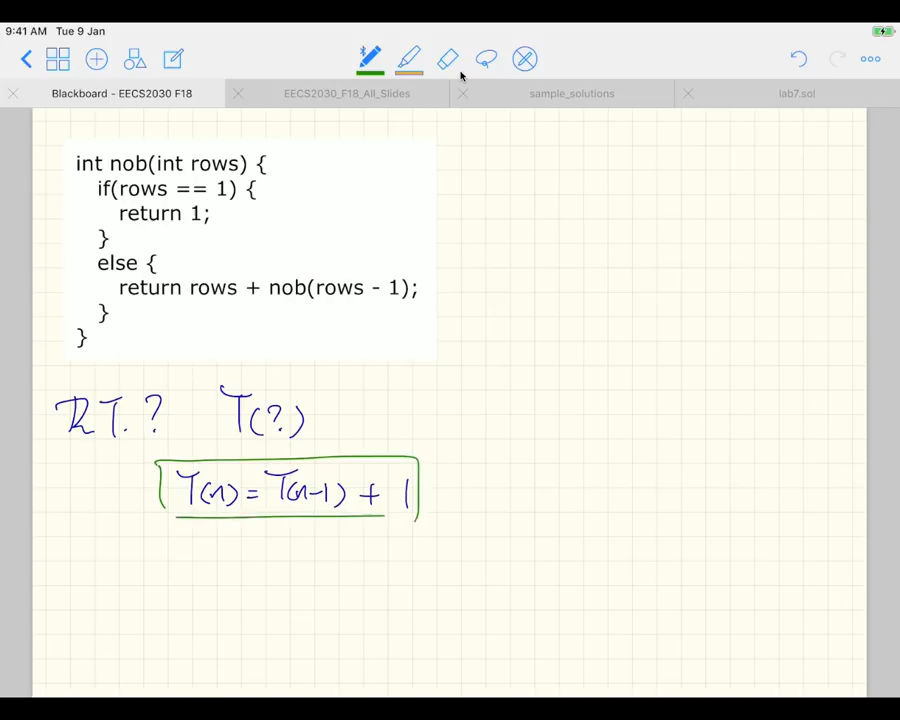 9:41 AM Tue 9 Jan
Blackboard - EECS2030 F18
EECS2030_F18_All_Slides
sample_solutions
lab7.sol
int nob(int rows) {
if(rows == 1) {
return 1;
}
else {
return rows + nob(rows - 1);
}
}
RT. ? T(?)
T(n) = T(n-1) + 1